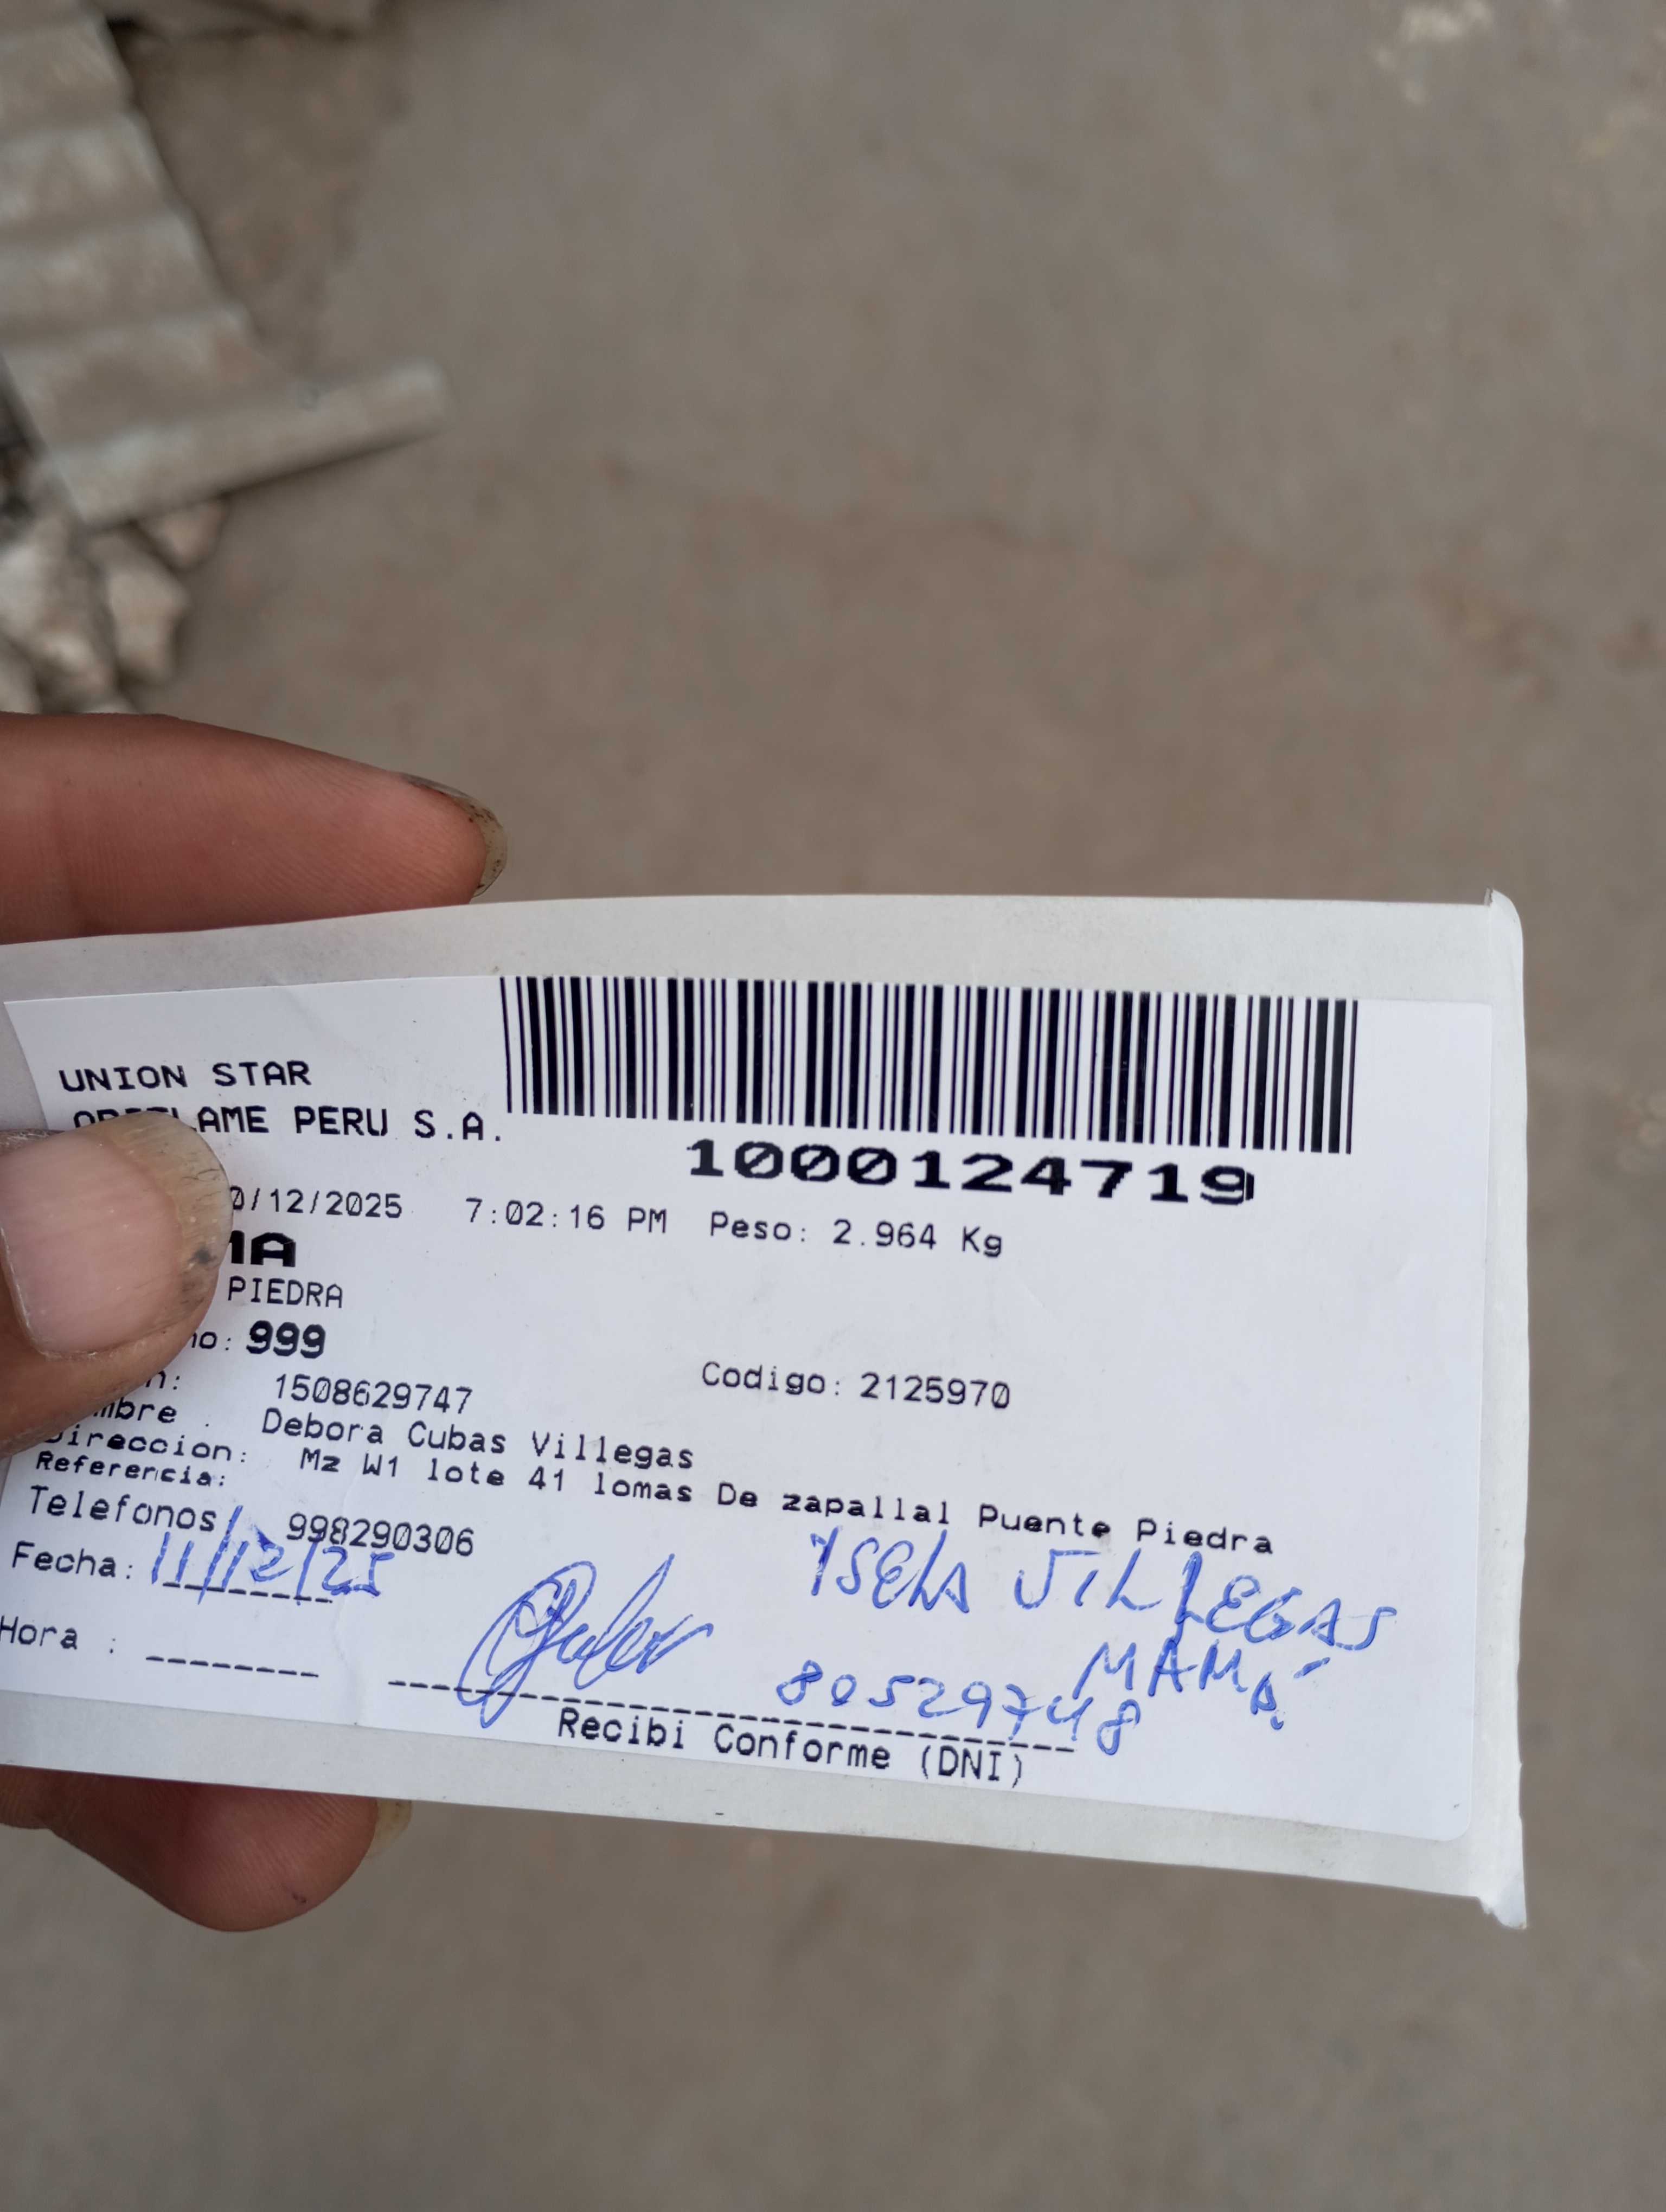 UNION STAR
ORIFLAME PERU S.A.
1000124719
0/12/2025 7:02:16 PM Peso: 2.964 Kg
MA
PIEDRA
no: 999
n: 1508629747 Codigo: 2125970
mbre : Debora Cubas Villegas
Direccion: Mz W1 lote 41 lomas De zapallal Puente Piedra
Referencia:
Telefonos 998290306
Fecha: 11/12/25
YSELA VILLEGAS
MAMÁ
Hora :
80529748
Recibi Conforme (DNI)